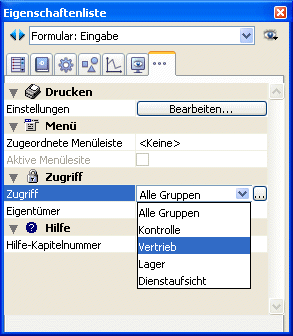 Eigenschaftenliste
Formular: Eingabe
Drucken
Einstellungen Bearbeiten...
Menü
Zugeordnete Menüleiste <Keine>
Aktive Menülesite
Zugriff
Zugriff Alle Gruppen ...
Eigentümer Alle Gruppen
Kontrolle
Hilfe Vertrieb
Hilfe-Kapitelnummer Lager
Dienstaufsicht